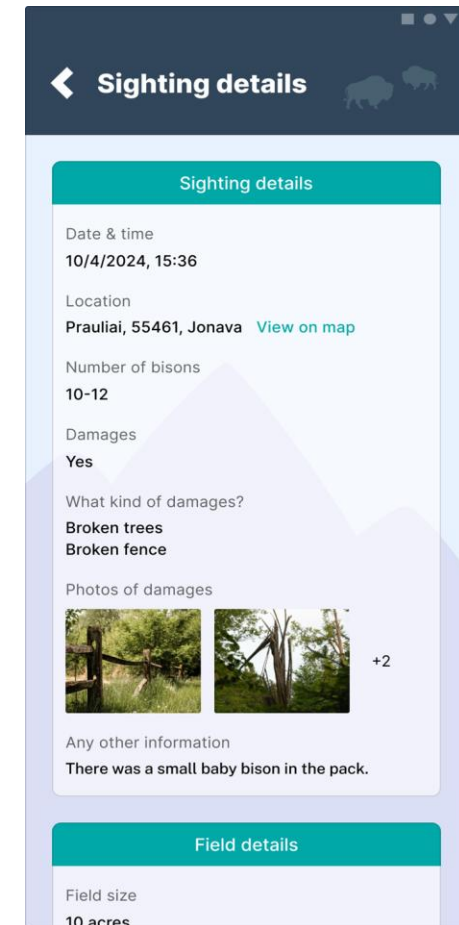 Sighting details
Sighting details
Date & time
10/4/2024, 15:36
Location
Prauliai, 55461, Jonava View on map
Number of bisons
10-12
Damages
Yes
What kind of damages?
Broken trees
Broken fence
Photos of damages
+2
Any other information
There was a small baby bison in the pack.
Field details
Field size
10 acres